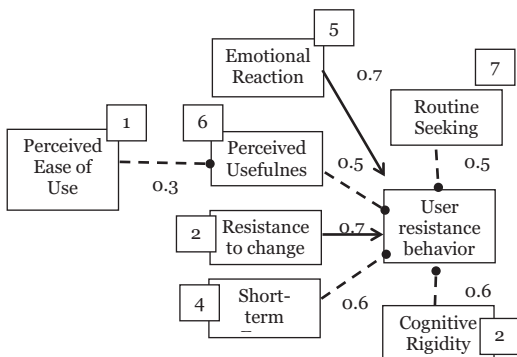 5
Emotional
Reaction
0.7
7
Routine
Seeking
0.5
1
Perceived
Ease of
Use
0.3
6
Perceived
Usefulnes
0.5
User
resistance
behavior
2
Resistance
to change
0.7
4
Short-
term
0.6
0.6
Cognitive
Rigidity
2